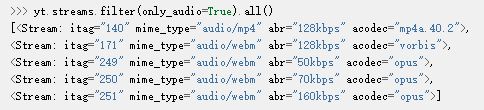 >>> yt.streams.filter(only_audio=True).all()
[<Stream: itag="140" mime_type="audio/mp4" abr="128kbps" acodec="mp4a.40.2">,
<Stream: itag="171" mime_type="audio/webm" abr="128kbps" acodec="vorbis">,
<Stream: itag="249" mime_type="audio/webm" abr="50kbps" acodec="opus">,
<Stream: itag="250" mime_type="audio/webm" abr="70kbps" acodec="opus">,
<Stream: itag="251" mime_type="audio/webm" abr="160kbps" acodec="opus">]